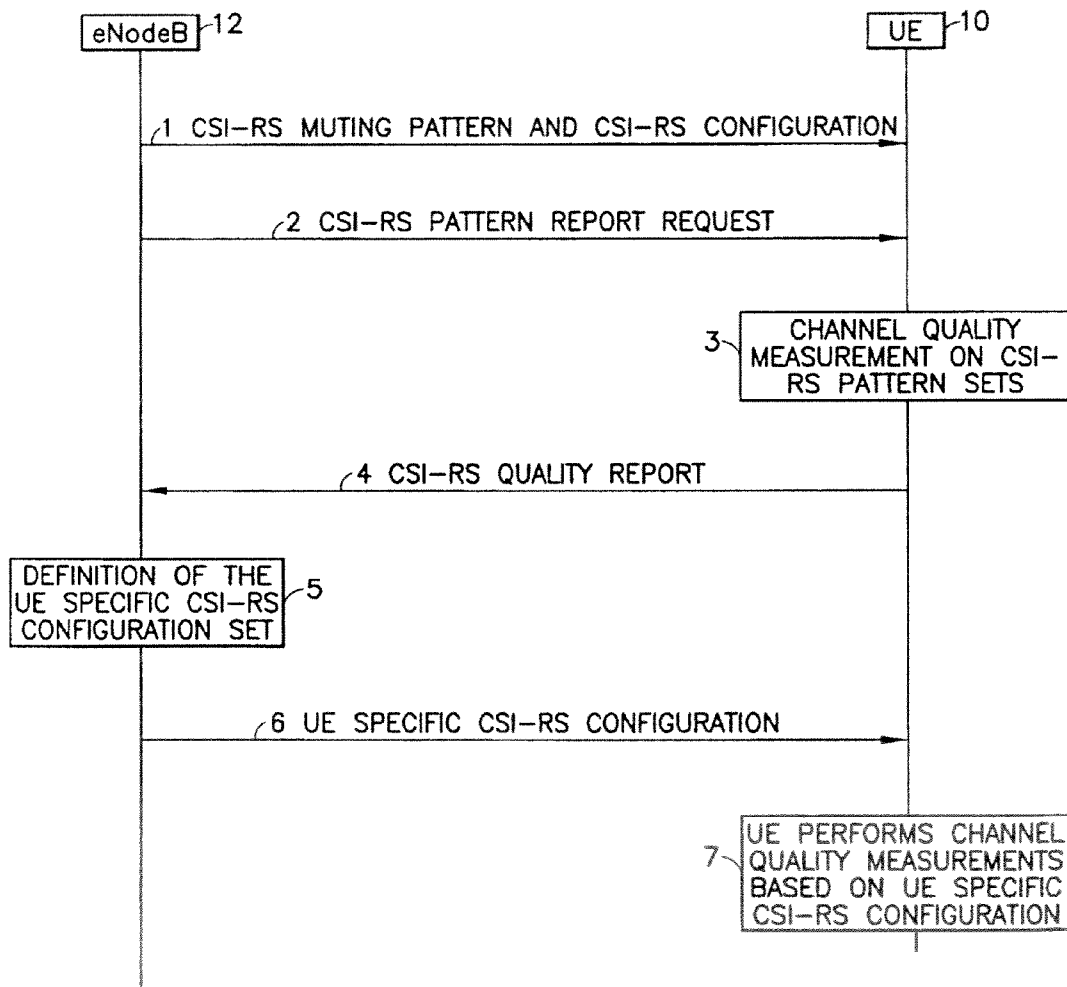 eNodeB 12
UE 10
1 CSI-RS MUTING PATTERN AND CSI-RS CONFIGURATION
2 CSI-RS PATTERN REPORT REQUEST
3
CHANNEL QUALITY
MEASUREMENT ON CSI-
RS PATTERN SETS
4 CSI-RS QUALITY REPORT
DEFINITION OF THE
UE SPECIFIC CSI-RS
CONFIGURATION SET
5
6 UE SPECIFIC CSI-RS CONFIGURATION
7
UE PERFORMS CHANNEL
QUALITY MEASUREMENTS
BASED ON UE SPECIFIC
CSI-RS CONFIGURATION